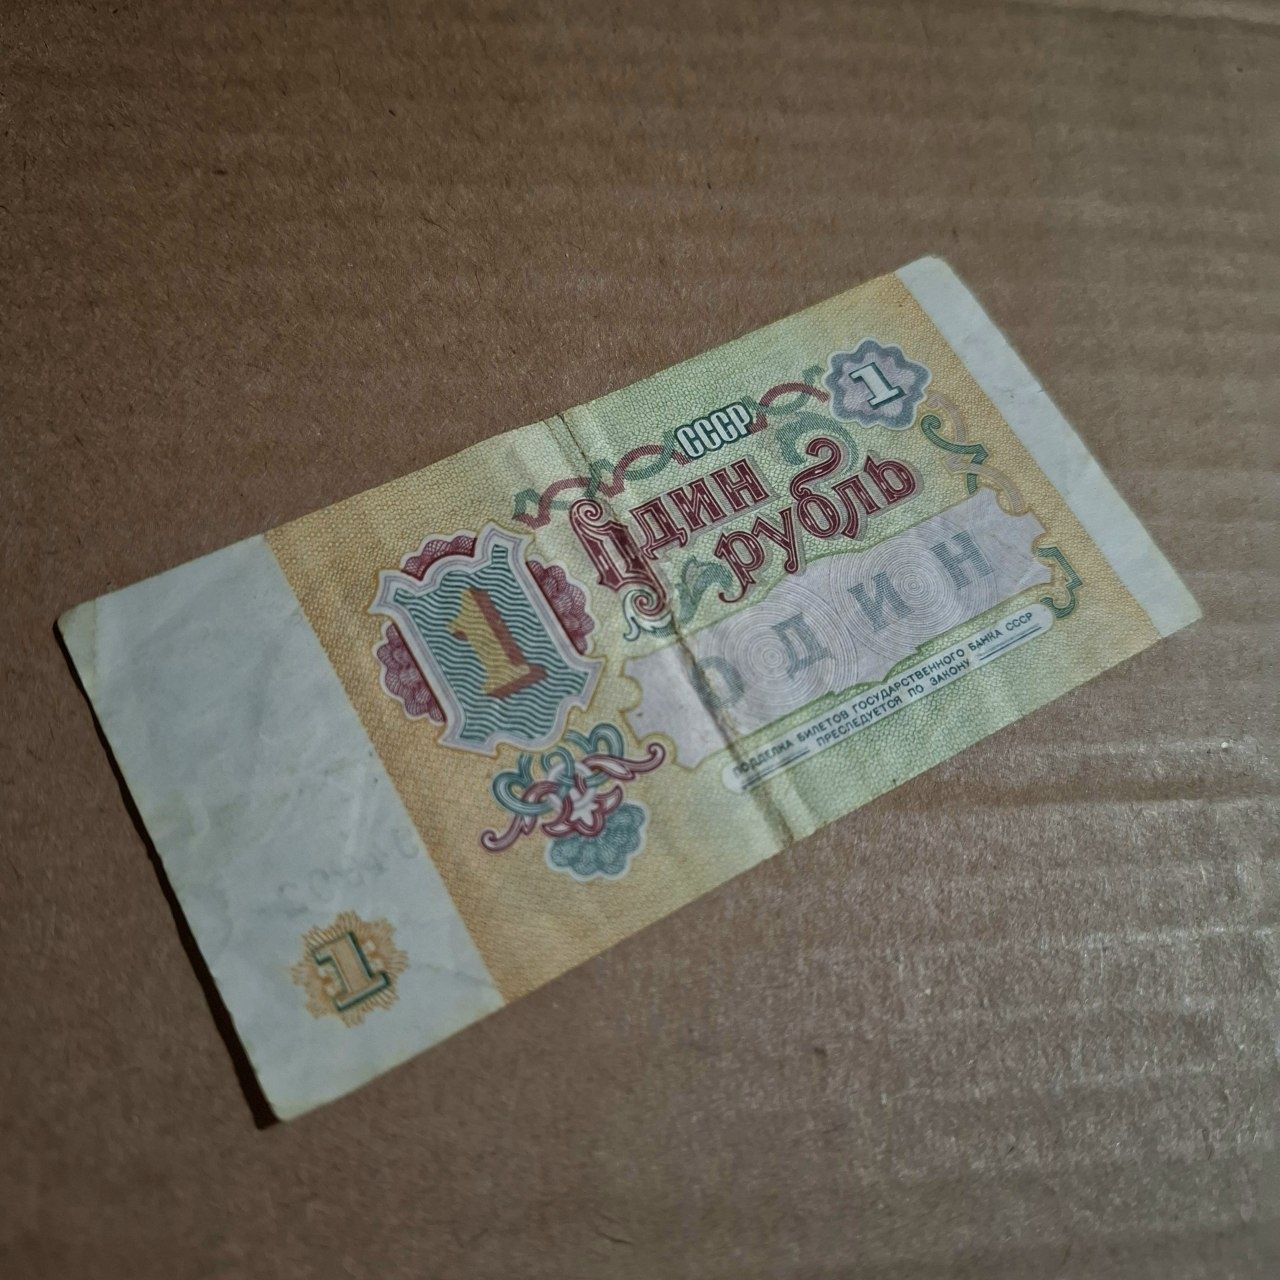 СССР
1
Один
рубль
1
ОДИН
ПОДДЕЛКА БИЛЕТОВ ГОСУДАРСТВЕННОГО БАНКА СССР
ПРЕСЛЕДУЕТСЯ ПО ЗАКОНУ
1